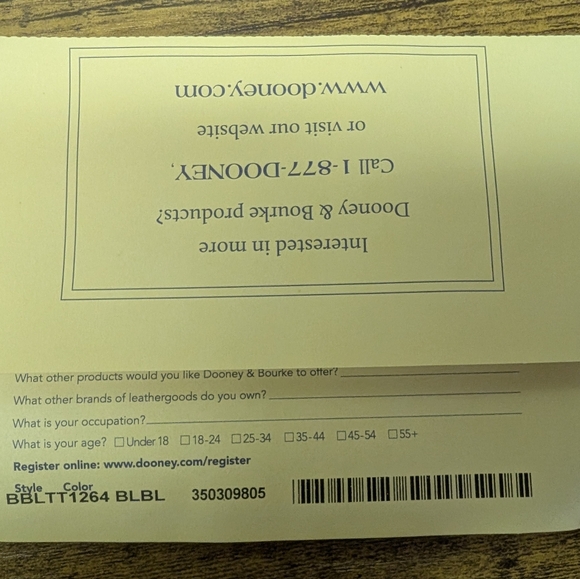 Interested in more
Dooney & Bourke products?
Call 1-877-DOONEY,
or visit our website
www.dooney.com
What other products would you like Dooney & Bourke to offer?
What other brands of leathergoods do you own?
What is your occupation?
What is your age? ☐ Under 18 ☐ 18-24 ☐ 25-34 ☐ 35-44 ☐ 45-54 ☐ 55+
Register online: www.dooney.com/register
Style Color
BBLTT1264 BLBL 350309805